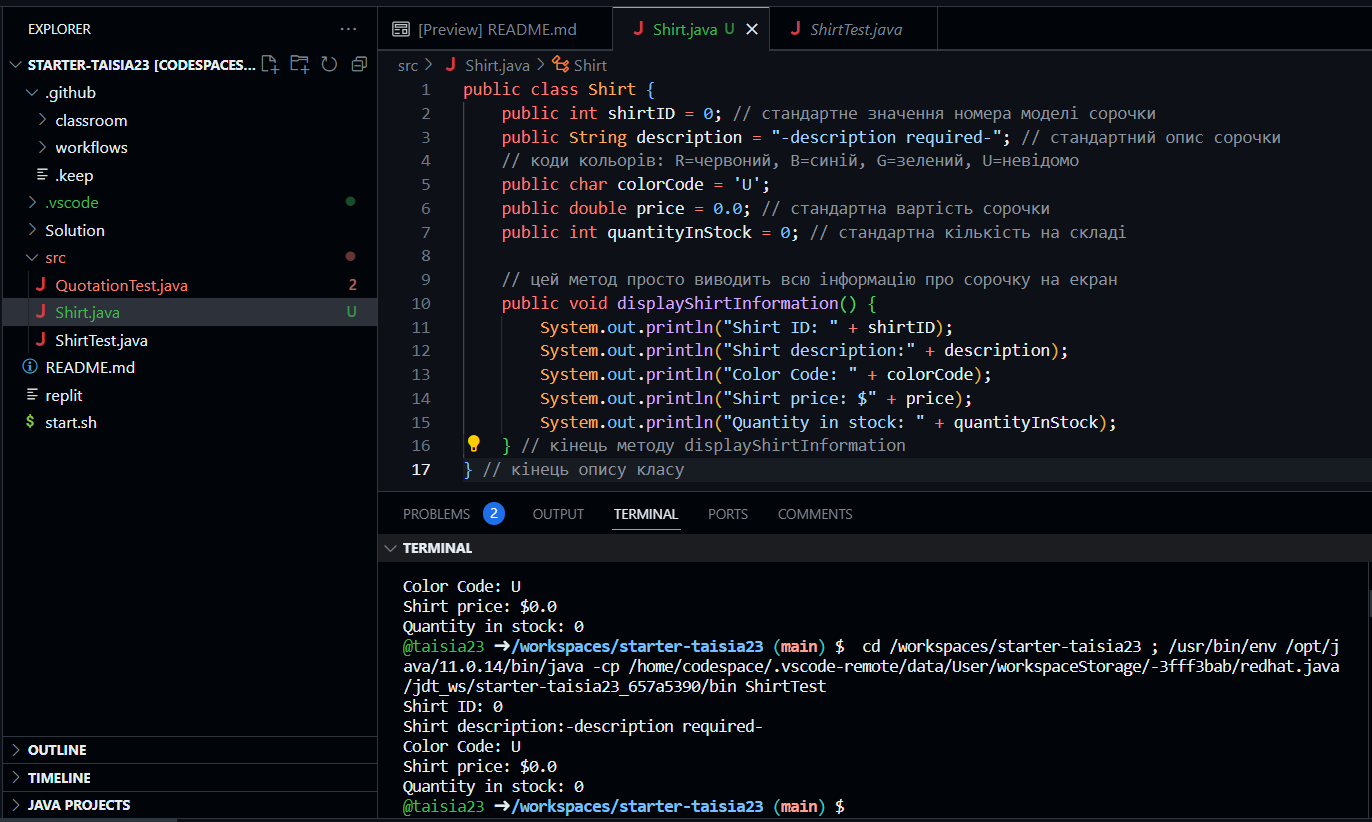 EXPLORER
STARTER-TAISIA23 [CODESPACES...
.github
classroom
workflows
.keep
.vscode
Solution
src
QuotationTest.java 2
Shirt.java U
ShirtTest.java
README.md
replit
start.sh
OUTLINE
TIMELINE
JAVA PROJECTS
[Preview] README.md
Shirt.java U
ShirtTest.java
src > Shirt.java > Shirt
1 public class Shirt {
2 public int shirtID = 0; // стандартне значення номера моделі сорочки
3 public String description = "-description required-"; // стандартний опис сорочки
4 // коди кольорів: R=червоний, B=синій, G=зелений, U=невідомо
5 public char colorCode = 'U';
6 public double price = 0.0; // стандартна вартість сорочки
7 public int quantityInStock = 0; // стандартна кількість на складі
8
9 // цей метод просто виводить всю інформацію про сорочку на екран
10 public void displayShirtInformation() {
11 System.out.println("Shirt ID: " + shirtID);
12 System.out.println("Shirt description:" + description);
13 System.out.println("Color Code: " + colorCode);
14 System.out.println("Shirt price: $" + price);
15 System.out.println("Quantity in stock: " + quantityInStock);
16 } // кінець методу displayShirtInformation
17 } // кінець опису класу
PROBLEMS 2 OUTPUT TERMINAL PORTS COMMENTS
TERMINAL
Color Code: U
Shirt price: $0.0
Quantity in stock: 0
@taisia23 ➜/workspaces/starter-taisia23 (main) $ cd /workspaces/starter-taisia23 ; /usr/bin/env /opt/j
ava/11.0.14/bin/java -cp /home/codespace/.vscode-remote/data/User/workspaceStorage/-3fff3bab/redhat.java
/jdt_ws/starter-taisia23_657a5390/bin ShirtTest
Shirt ID: 0
Shirt description:-description required-
Color Code: U
Shirt price: $0.0
Quantity in stock: 0
@taisia23 ➜/workspaces/starter-taisia23 (main) $